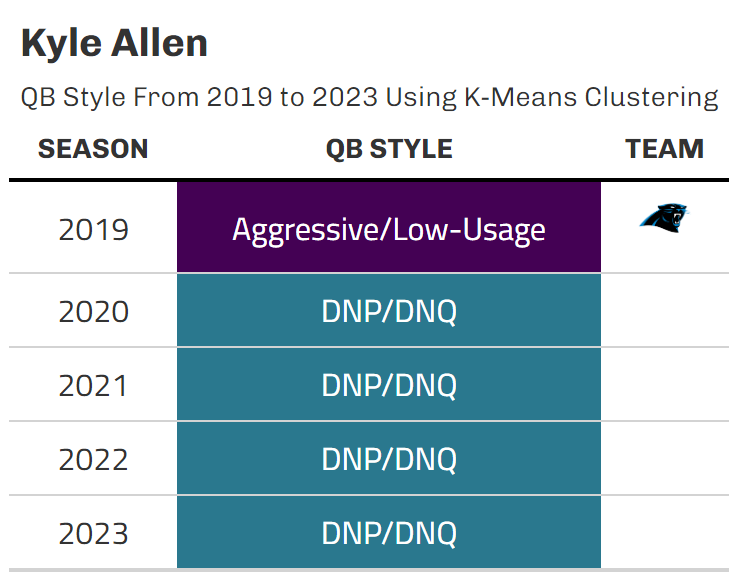 Kyle Allen
QB Style From 2019 to 2023 Using K-Means Clustering
SEASON QB STYLE TEAM
2019 Aggressive/Low-Usage
2020 DNP/DNQ
2021 DNP/DNQ
2022 DNP/DNQ
2023 DNP/DNQ